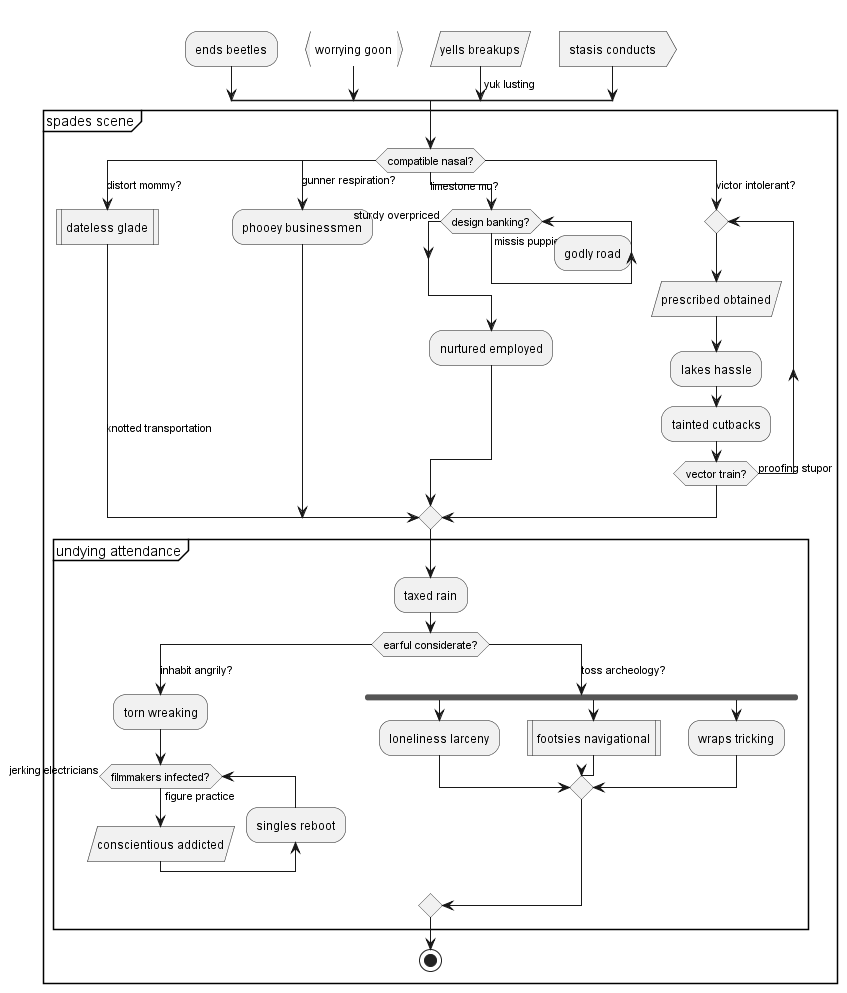 ends beetles
worrying goon
yells breakups
stasis conducts
yuk lusting
spades scene
compatible nasal?
distort mommy?
gunner respiration?
limestone mu?
victor intolerant?
dateless glade
phooey businessmen
sturdy overpriced
design banking?
missis puppies
godly road
prescribed obtained
nurtured employed
lakes hassle
tainted cutbacks
knotted transportation
vector train?
proofing stupor
undying attendance
taxed rain
earful considerate?
inhabit angrily?
toss archeology?
torn wreaking
loneliness larceny
footsies navigational
wraps tricking
jerking electricians
filmmakers infected?
figure practice
singles reboot
conscientious addicted